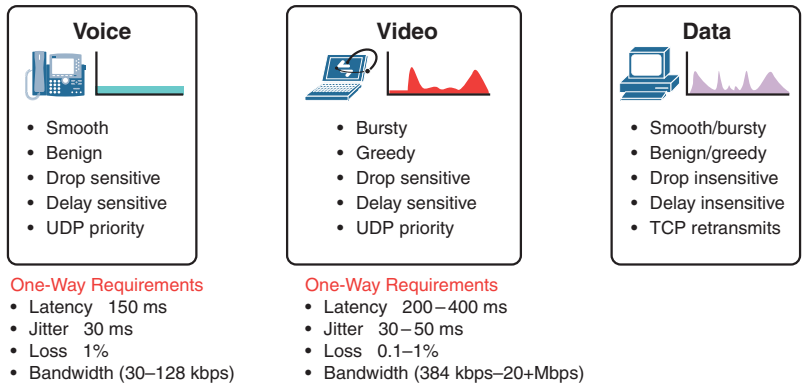 Voice
• Smooth
• Benign
• Drop sensitive
• Delay sensitive
• UDP priority
One-Way Requirements
• Latency 150 ms
• Jitter 30 ms
• Loss 1%
• Bandwidth (30–128 kbps)
Video
• Bursty
• Greedy
• Drop sensitive
• Delay sensitive
• UDP priority
One-Way Requirements
• Latency 200–400 ms
• Jitter 30–50 ms
• Loss 0.1–1%
• Bandwidth (384 kbps–20+Mbps)
Data
• Smooth/bursty
• Benign/greedy
• Drop insensitive
• Delay insensitive
• TCP retransmits